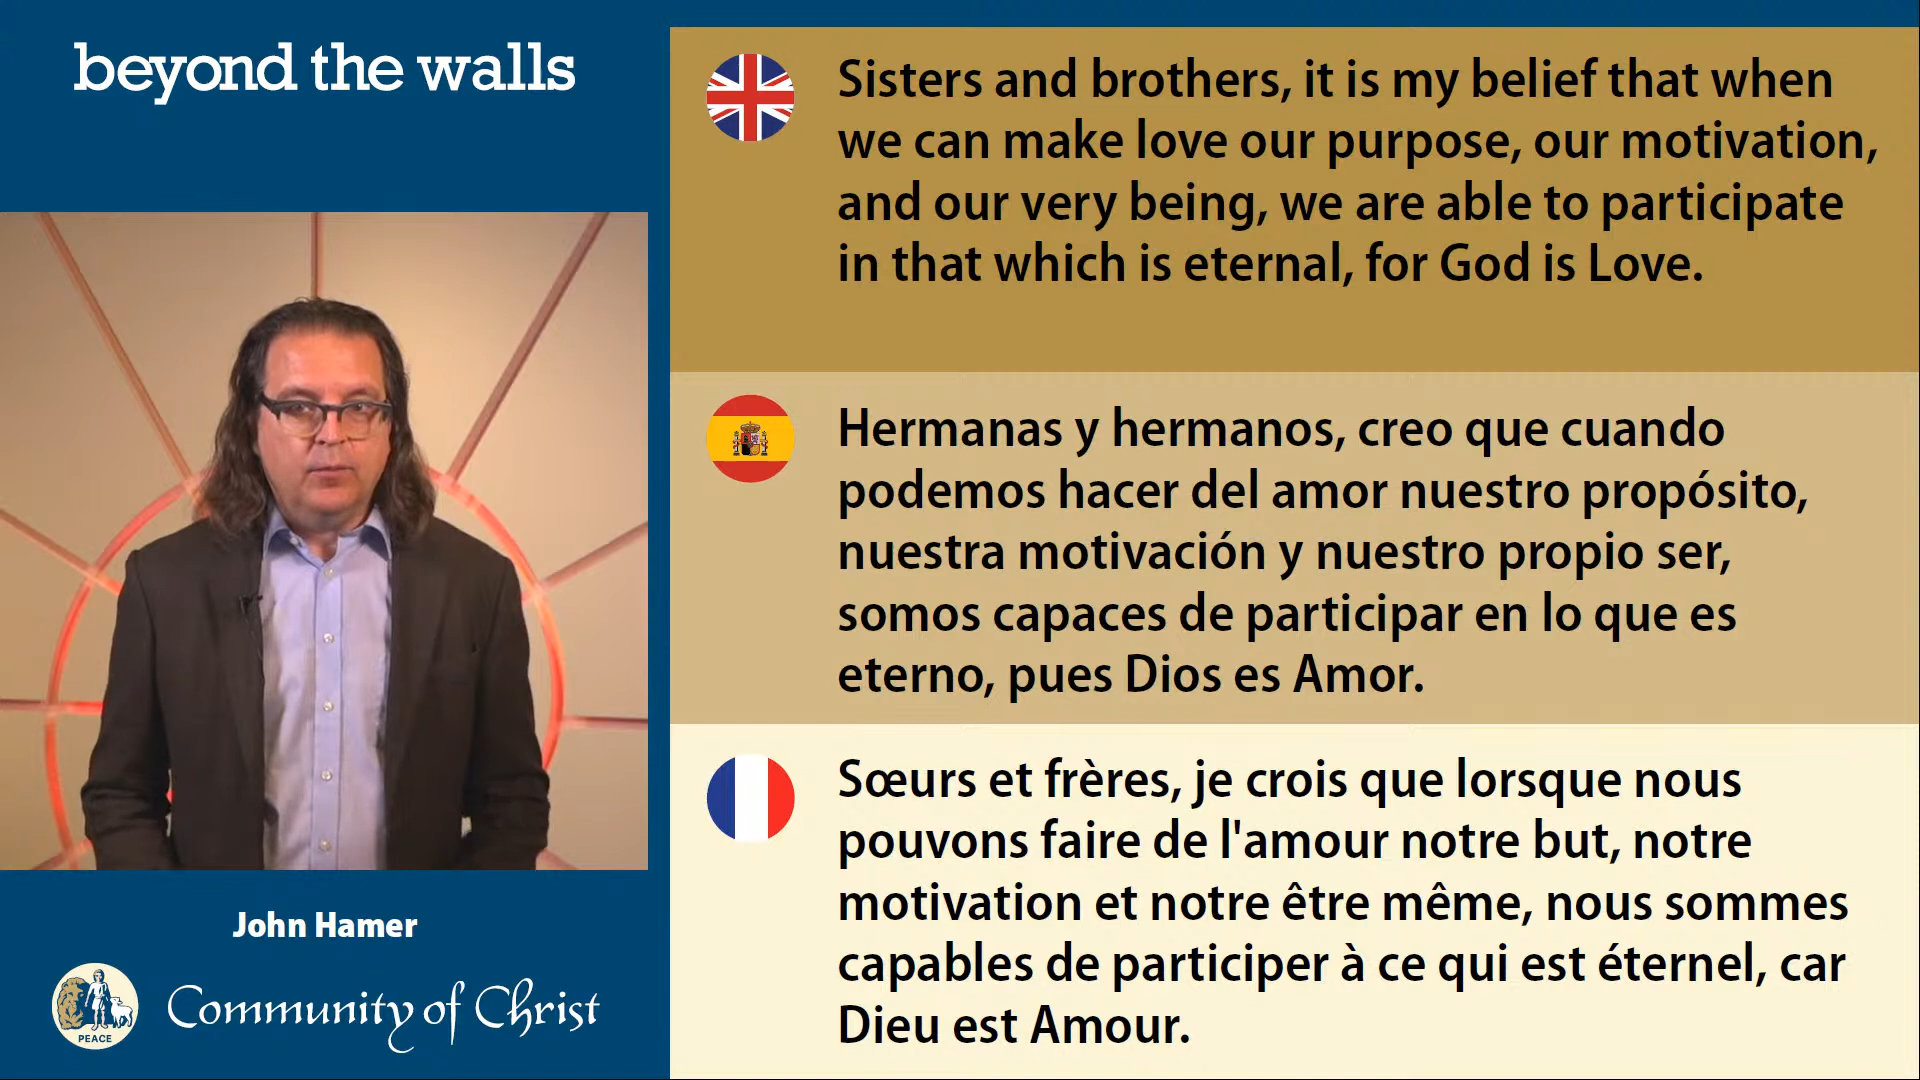 beyond the walls
Sisters and brothers, it is my belief that when
we can make love our purpose, our motivation,
and our very being, we are able to participate
in that which is eternal, for God is Love.
Hermanas y hermanos, creo que cuando
podemos hacer del amor nuestro propósito,
nuestra motivación y nuestro propio ser,
somos capaces de participar en lo que es
eterno, pues Dios es Amor.
Sœurs et frères, je crois que lorsque nous
pouvons faire de l'amour notre but, notre
motivation et notre être même, nous sommes
capables de participer à ce qui est éternel, car
Dieu est Amour.
John Hamer
PEACE
Community of Christ